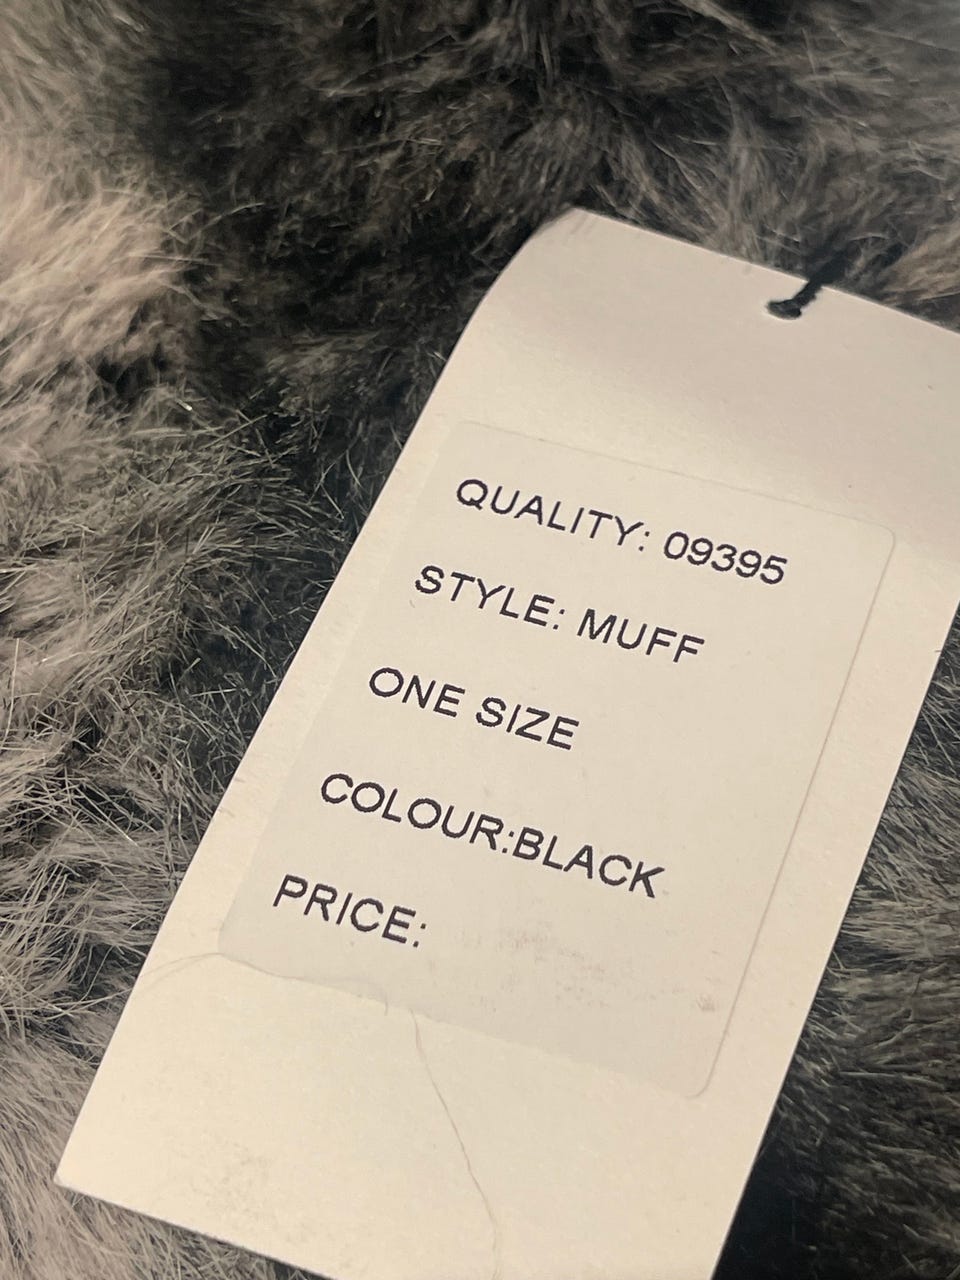 QUALITY: 09395
STYLE: MUFF
ONE SIZE
COLOUR:BLACK
PRICE: